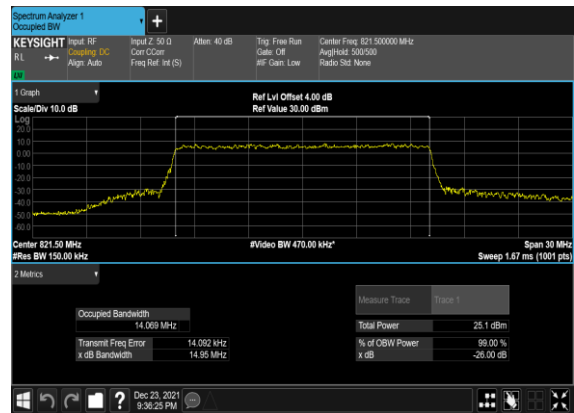 Spectrum Analyzer 1
Occupied BW
KEYSIGHT Input: RF Input Z: 50 Ω Atten: 40 dB Trig: Free Run Center Freq: 821.500000 MHz
RL Coupling: DC Corr CCorr Gate: Off Avg|Hold: 500/500
Align: Auto Freq Ref: Int (S) #IF Gain: Low Radio Std: None
LW
1 Graph
Ref Lvl Offset 4.00 dB
Scale/Div 10.0 dB Ref Value 30.00 dBm
Log
20.0
10.0
0.00
-10.0
-20.0
-30.0
-40.0
-50.0
-60.0
Center 821.50 MHz #Video BW 470.00 kHz* Span 30 MHz
#Res BW 150.00 kHz Sweep 1.67 ms (1001 pts)
2 Metrics
Measure Trace Trace 1
Occupied Bandwidth
14.069 MHz Total Power 25.1 dBm
Transmit Freq Error 14.092 kHz % of OBW Power 99.00 %
x dB Bandwidth 14.95 MHz x dB -26.00 dB
? Dec 23, 2021
9:36:25 PM